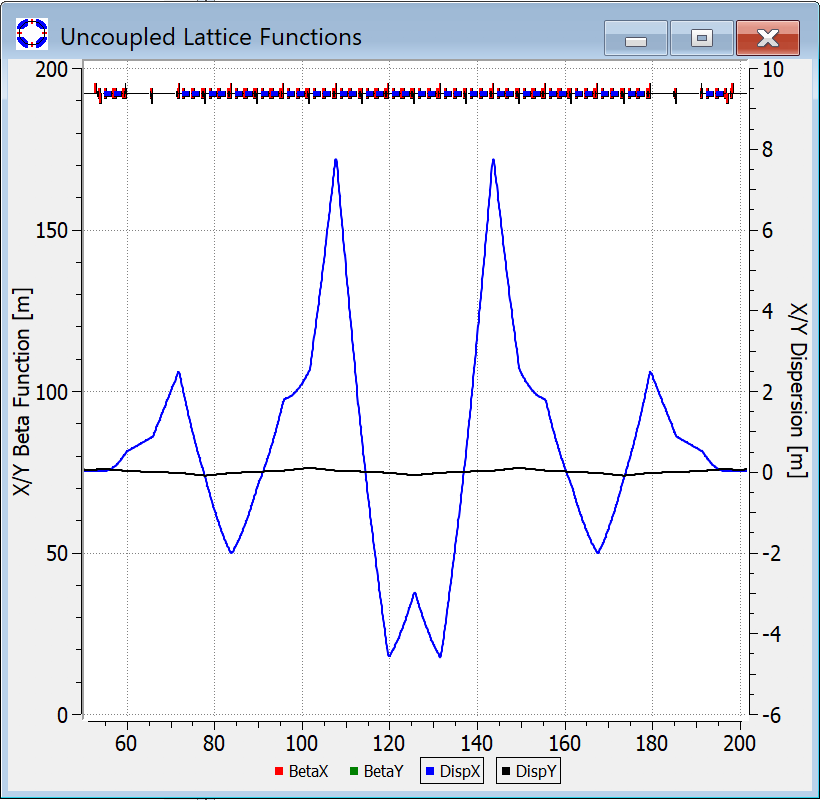 Uncoupled Lattice Functions
200
150
100
50
0
X/Y Beta Function [m]
10
8
6
4
2
0
-2
-4
-6
X/Y Dispersion [m]
60 80 100 120 140 160 180 200
BetaX BetaY DispX DispY